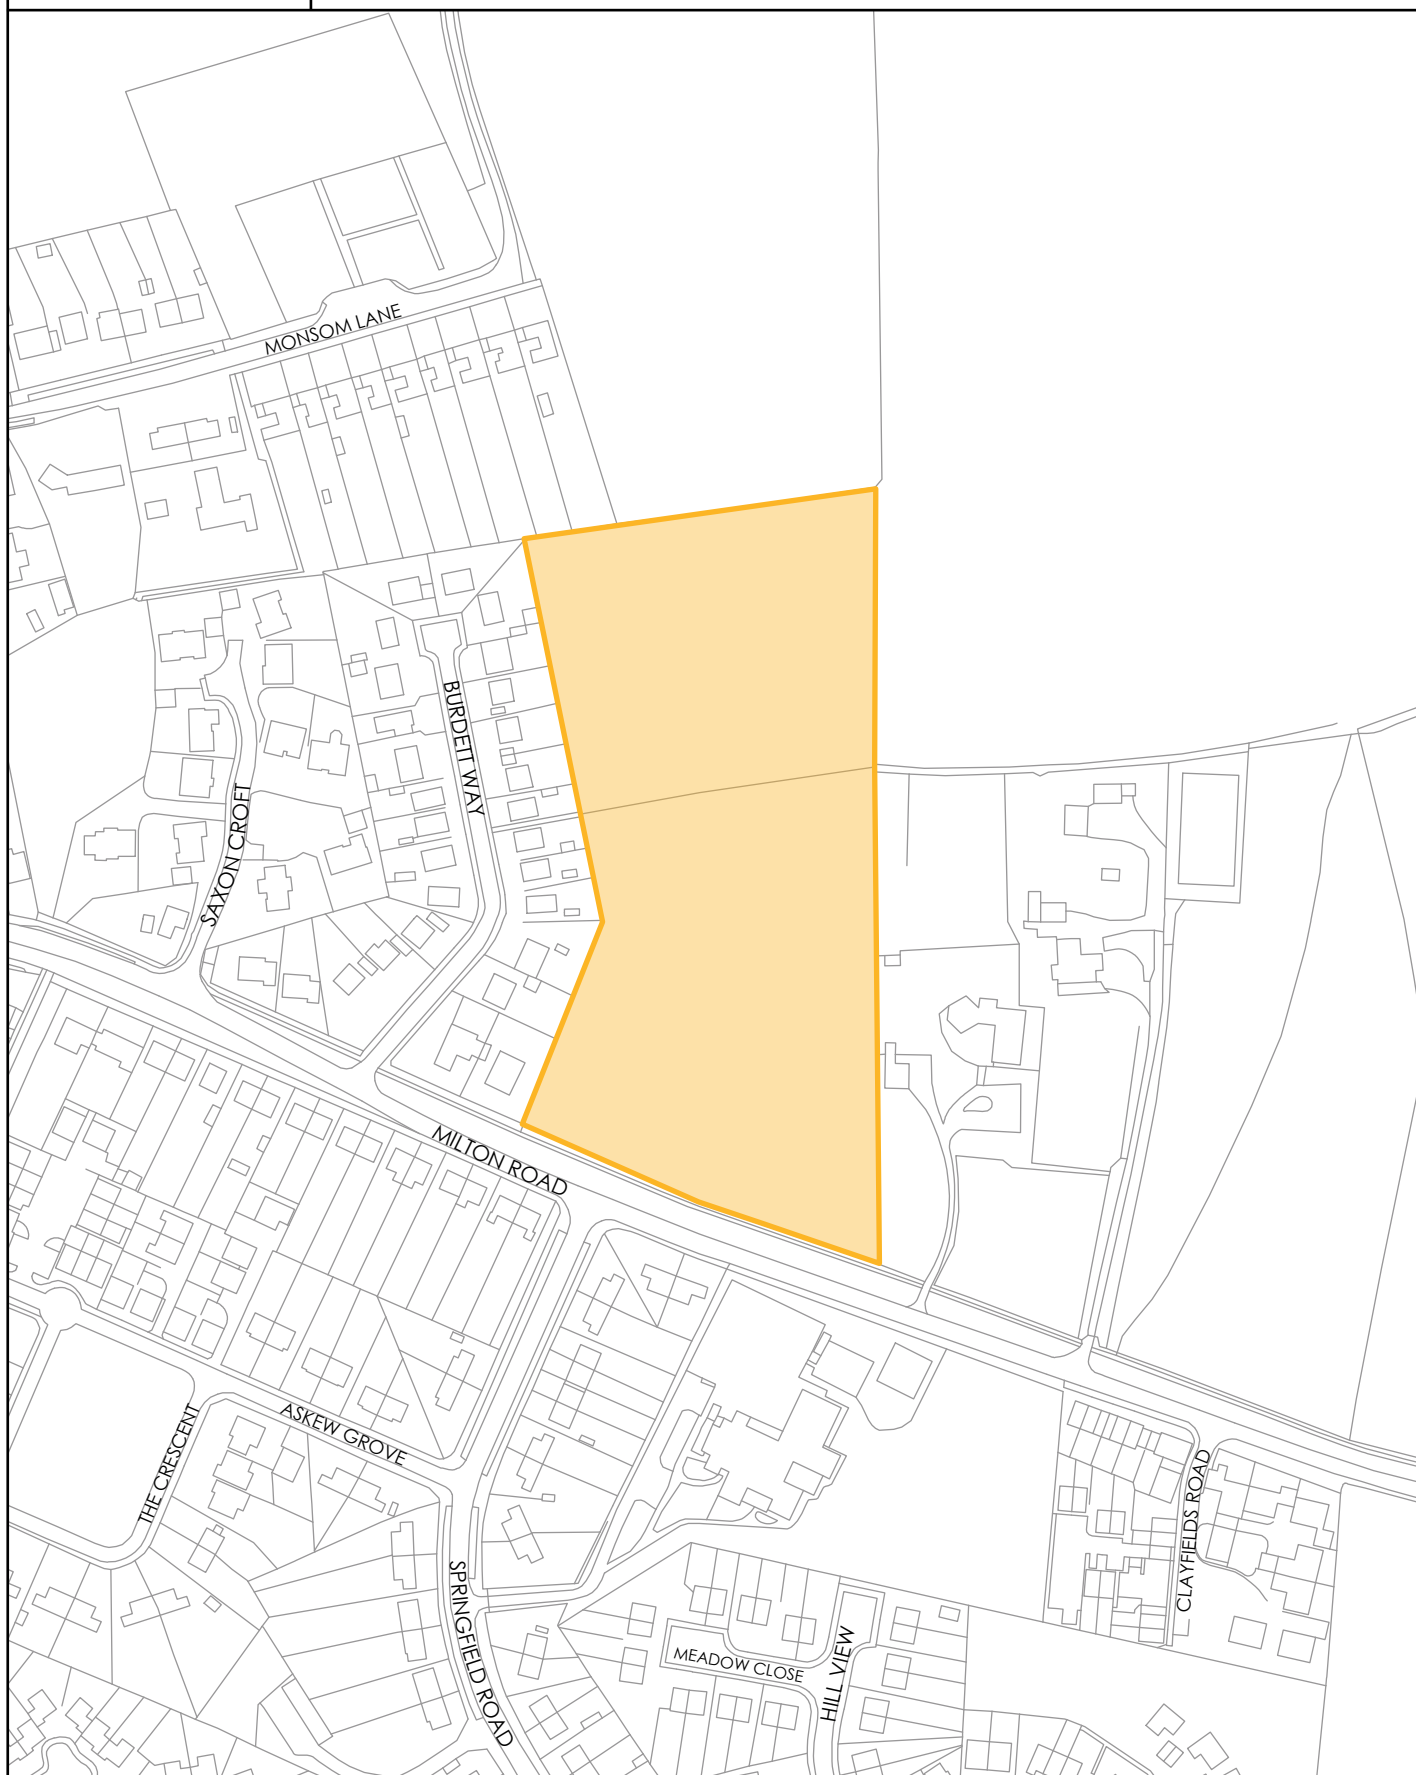 MONSOM LANE
BURDETT WAY
SAXON CROFT
MILTON ROAD
ASKEW GROVE
THE CRESCENT
CLAYFIELDS ROAD
SPRINGFIELD ROAD
MEADOW CLOSE
HILL VIEW